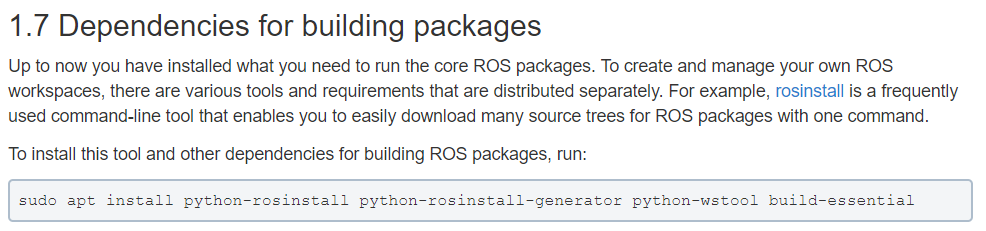 1.7 Dependencies for building packages
Up to now you have installed what you need to run the core ROS packages. To create and manage your own ROS
workspaces, there are various tools and requirements that are distributed separately. For example, rosinstall is a frequently
used command-line tool that enables you to easily download many source trees for ROS packages with one command.
To install this tool and other dependencies for building ROS packages, run:
sudo apt install python-rosinstall python-rosinstall-generator python-wstool build-essential